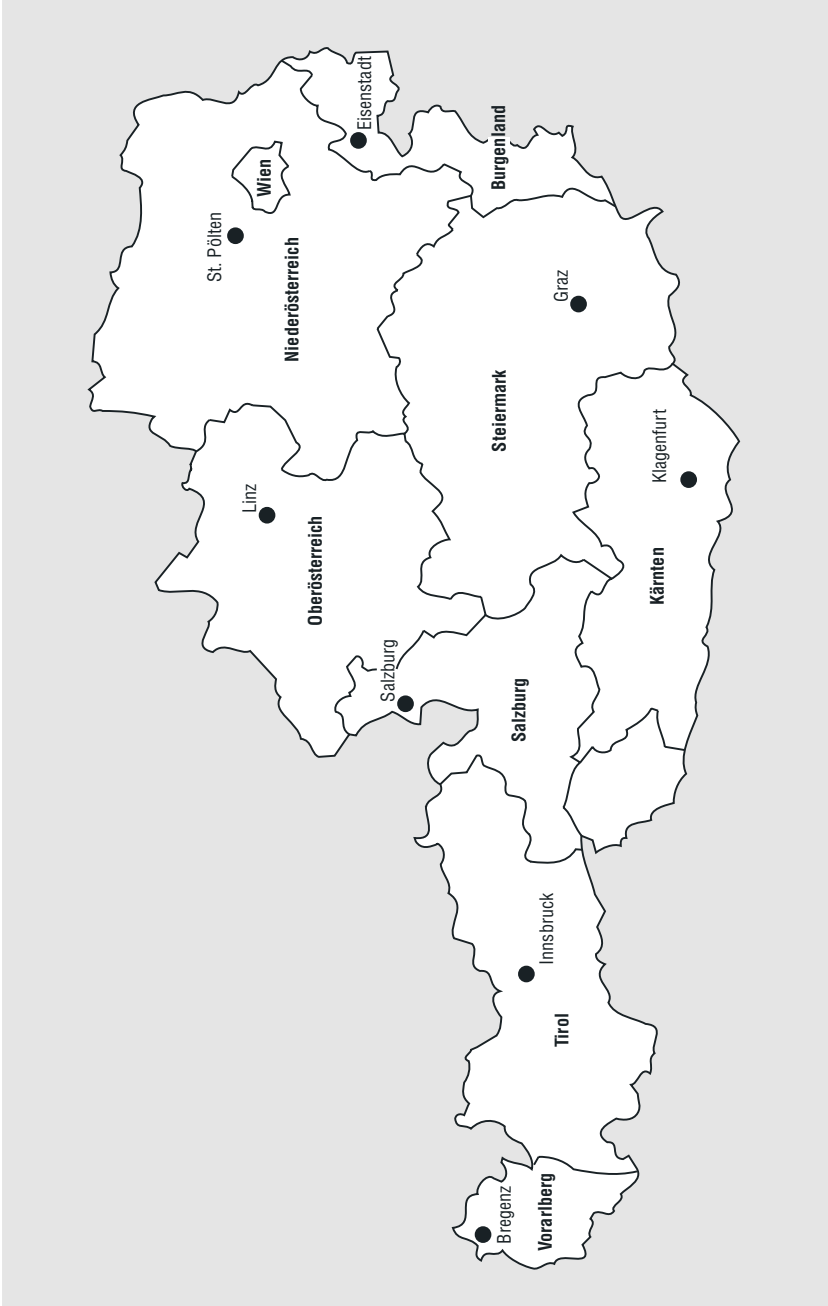 Bregenz
Vorarlberg
Innsbruck
Tirol
Salzburg
Salzburg
Linz
Oberösterreich
Kärnten
Klagenfurt
Steiermark
Graz
St. Pölten
Niederösterreich
Wien
Eisenstadt
Burgenland